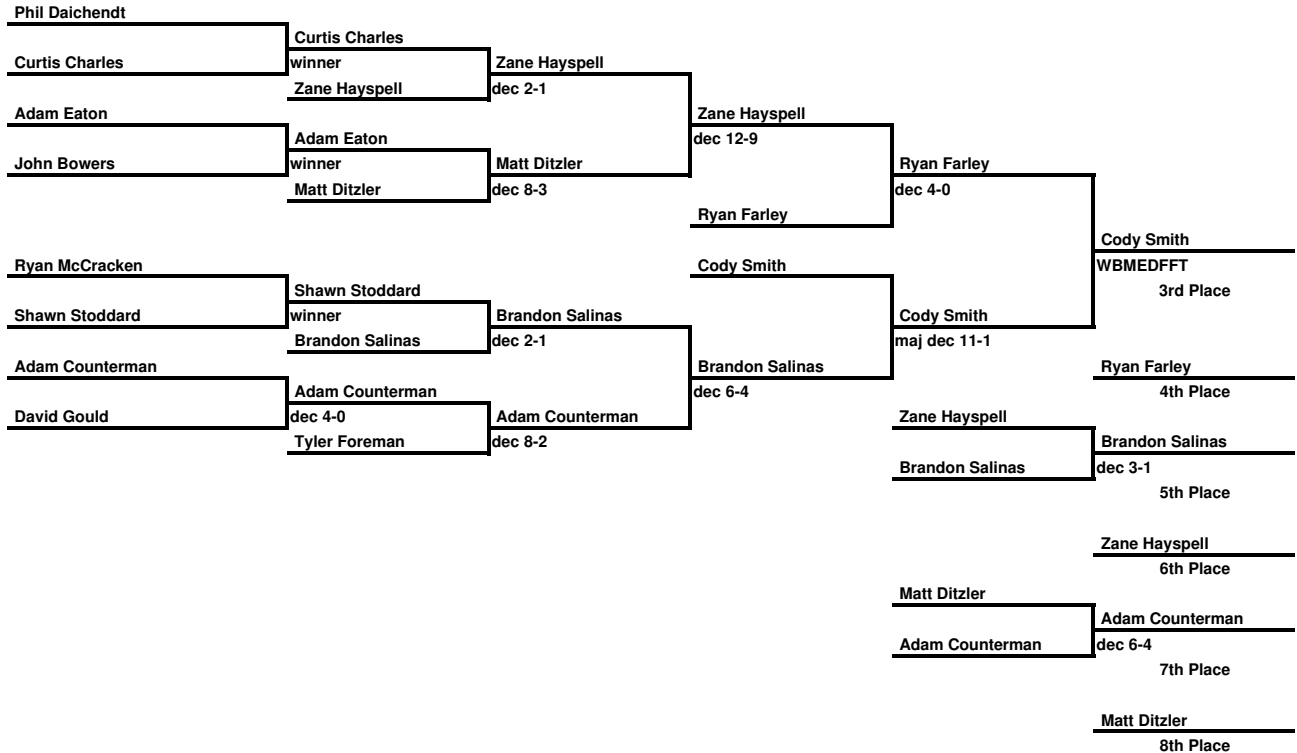 Phil Daichendt
Curtis Charles
Curtis Charles
winner
Zane Hayspell
Zane Hayspell
dec 2-1
Adam Eaton
Zane Hayspell
dec 12-9
Adam Eaton
John Bowers
winner
Matt Ditzler
Ryan Farley
Matt Ditzler
dec 8-3
dec 4-0
Ryan Farley
Cody Smith
Ryan McCracken
Cody Smith
WBMEDFFT
3rd Place
Shawn Stoddard
Shawn Stoddard
winner
Brandon Salinas
Cody Smith
Brandon Salinas
dec 2-1
maj dec 11-1
Adam Counterman
Brandon Salinas
Ryan Farley
4th Place
Adam Counterman
dec 6-4
David Gould
dec 4-0
Adam Counterman
Zane Hayspell
Tyler Foreman
dec 8-2
Brandon Salinas
Brandon Salinas
dec 3-1
5th Place
Zane Hayspell
6th Place
Matt Ditzler
Adam Counterman
Adam Counterman
dec 6-4
7th Place
Matt Ditzler
8th Place